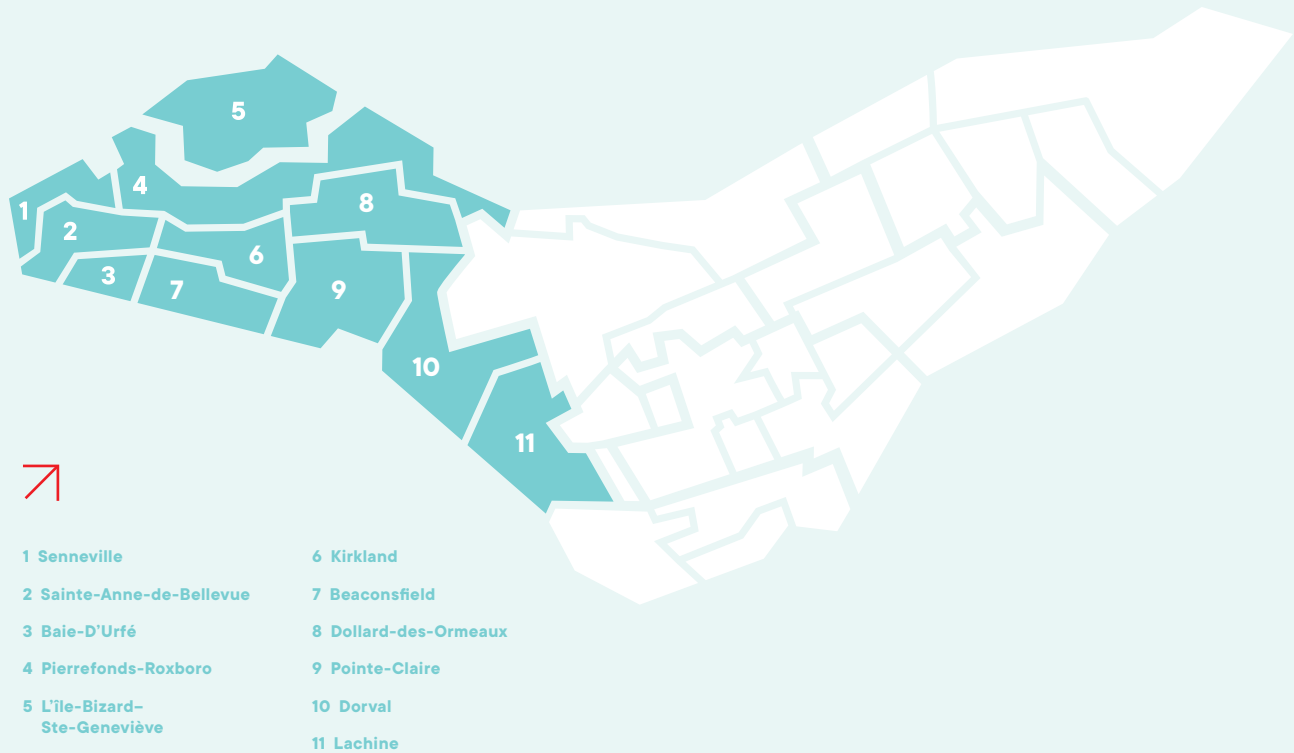 5
4
1
8
2
6
3
7
9
10
11
1 Senneville
2 Sainte-Anne-de-Bellevue
3 Baie-D'Urfé
4 Pierrefonds-Roxboro
5 L'île-Bizard–
Ste-Geneviève
6 Kirkland
7 Beaconsfield
8 Dollard-des-Ormeaux
9 Pointe-Claire
10 Dorval
11 Lachine